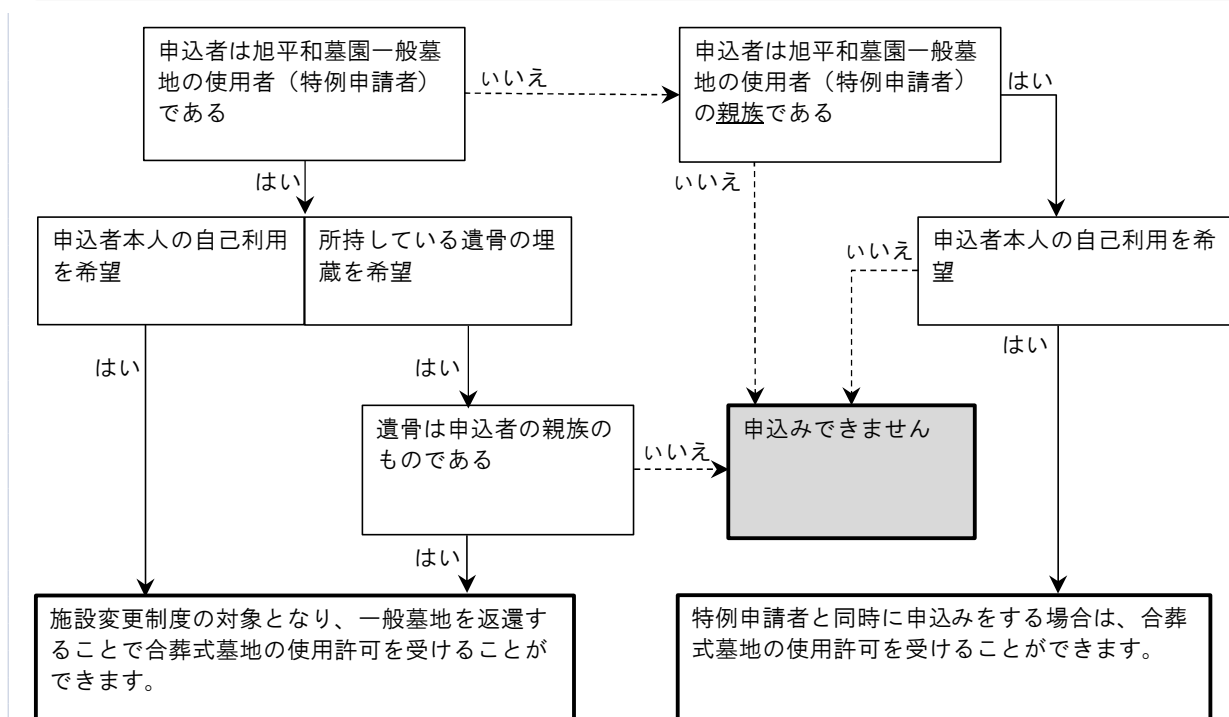 申込者は旭平和墓園一般墓
地の使用者（特例申請者）
である
いいえ
申込者は旭平和墓園一般墓
地の使用者（特例申請者）
の親族である
はい
はい
いいえ
申込者本人の自己利用
を希望
所持している遺骨の埋
蔵を希望
いいえ
申込者本人の自己利用を希
望
はい
はい
はい
遺骨は申込者の親族の
ものである
いいえ
申込みできません
はい
施設変更制度の対象となり、一般墓地を返還す
ることで合葬式墓地の使用許可を受けることが
できます。
特例申請者と同時に申込みをする場合は、合葬
式墓地の使用許可を受けることができます。